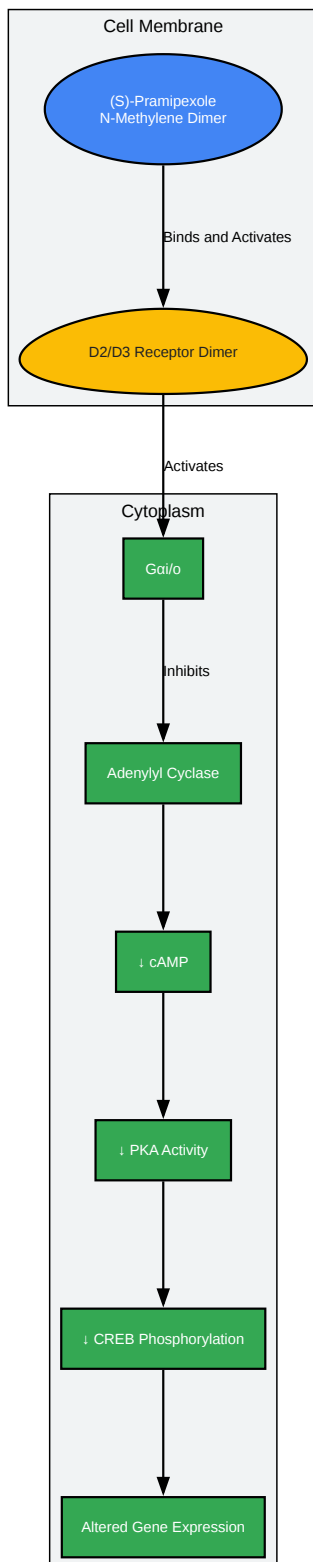 Cell Membrane
(S)-Pramipexole
N-Methylene Dimer
Binds and Activates
D2/D3 Receptor Dimer
Activates
Cytoplasm
Gαi/o
Inhibits
Adenylyl Cyclase
↓ cAMP
↓ PKA Activity
↓ CREB Phosphorylation
Altered Gene Expression